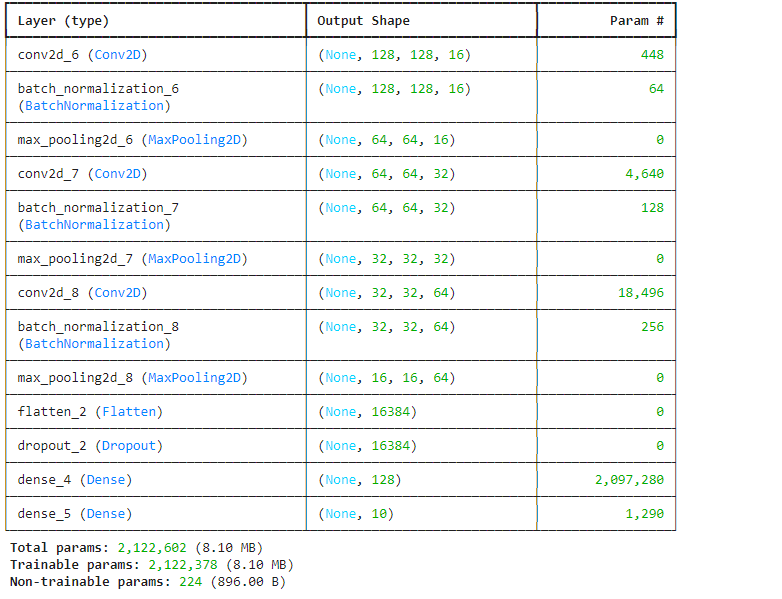 Layer (type) Output Shape Param #
conv2d_6 (Conv2D) (None, 128, 128, 16) 448
batch_normalization_6 (None, 128, 128, 16) 64
(BatchNormalization)
max_pooling2d_6 (MaxPooling2D) (None, 64, 64, 16) 0
conv2d_7 (Conv2D) (None, 64, 64, 32) 4,640
batch_normalization_7 (None, 64, 64, 32) 128
(BatchNormalization)
max_pooling2d_7 (MaxPooling2D) (None, 32, 32, 32) 0
conv2d_8 (Conv2D) (None, 32, 32, 64) 18,496
batch_normalization_8 (None, 32, 32, 64) 256
(BatchNormalization)
max_pooling2d_8 (MaxPooling2D) (None, 16, 16, 64) 0
flatten_2 (Flatten) (None, 16384) 0
dropout_2 (Dropout) (None, 16384) 0
dense_4 (Dense) (None, 128) 2,097,280
dense_5 (Dense) (None, 10) 1,290
Total params: 2,122,602 (8.10 MB)
Trainable params: 2,122,378 (8.10 MB)
Non-trainable params: 224 (896.00 B)